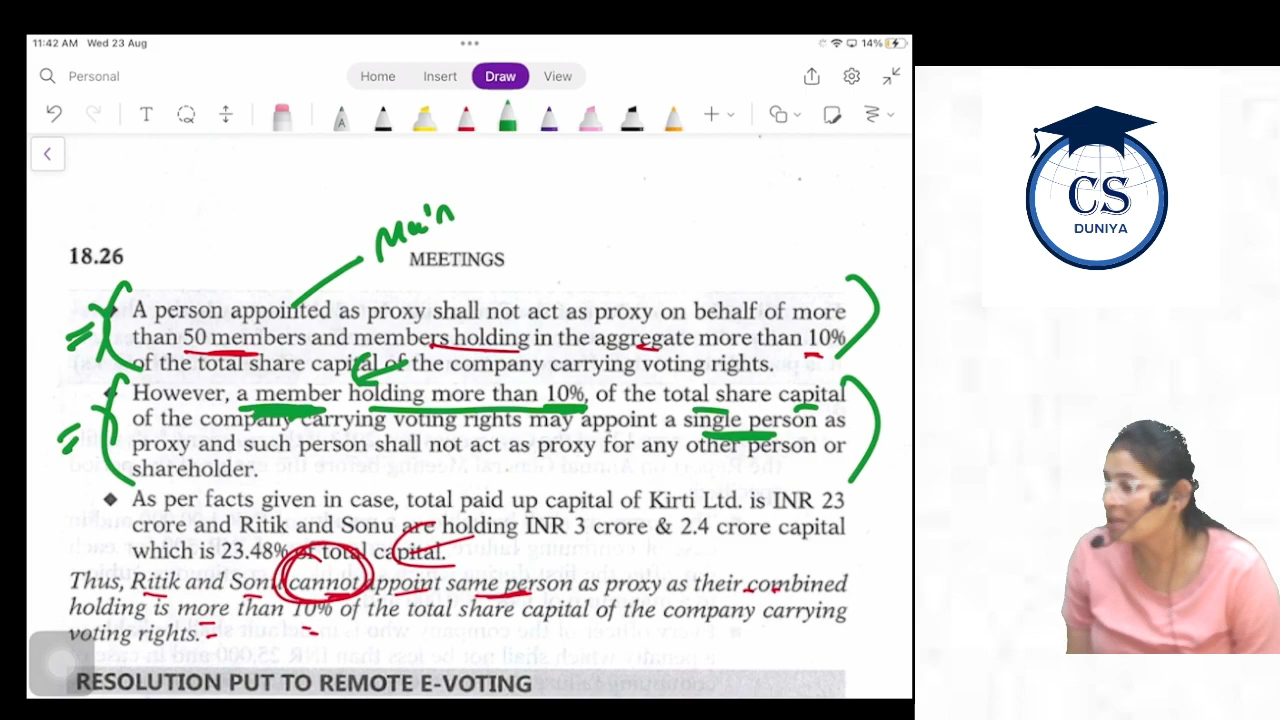 11:42 AM Wed 23 Aug
14%
Personal
Home Insert Draw View
T
A
Main
18.26
MEETINGS
A person appointed as proxy shall not act as proxy on behalf of more
than 50 members and members holding in the aggregate more than 10%
of the total share capital of the company carrying voting rights.
However, a member holding more than 10%, of the total share capital
of the company carrying voting rights may appoint a single person as
proxy and such person shall not act as proxy for any other person or
shareholder.
As per facts given in case, total paid up capital of Kirti Ltd. is INR 23
crore and Ritik and Sonu are holding INR 3 crore & 2.4 crore capital
which is 23.48% of total capital.
Thus, Ritik and Sonu cannot appoint same person as proxy as their combined
holding is more than 10% of the total share capital of the company carrying
voting rights.
RESOLUTION PUT TO REMOTE E-VOTING
CS
DUNIYA